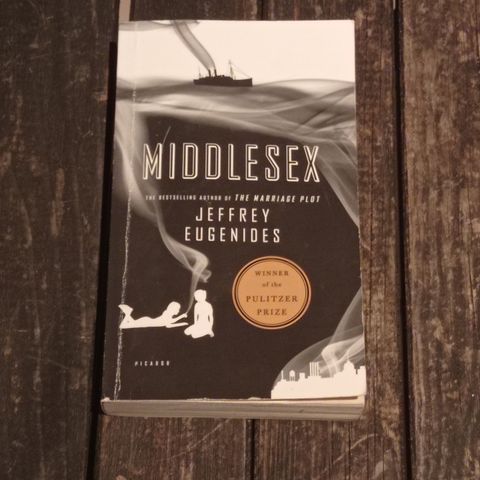 MIDDLESEX
THE BESTSELLING AUTHOR OF THE MARRIAGE PLOT
JEFFREY
EUGENIDES
WINNER
of the
PULITZER
PRIZE
PICADOR